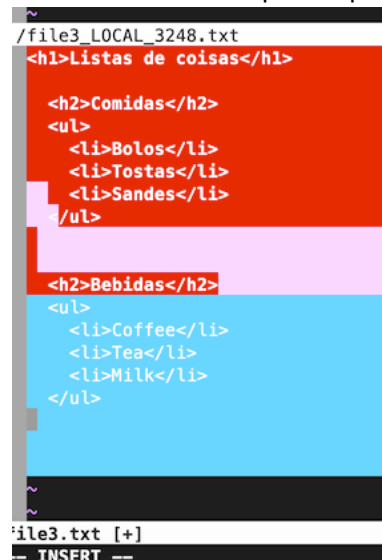 ~
/file3_LOCAL_3248.txt
<h1>Listas de coisas</h1>
<h2>Comidas</h2>
<ul>
<li>Bolos</li>
<li>Tostas</li>
<li>Sandes</li>
</ul>
<h2>Bebidas</h2>
<ul>
<li>Coffee</li>
<li>Tea</li>
<li>Milk</li>
</ul>
~
~
file3.txt [+]
-- INSERT --